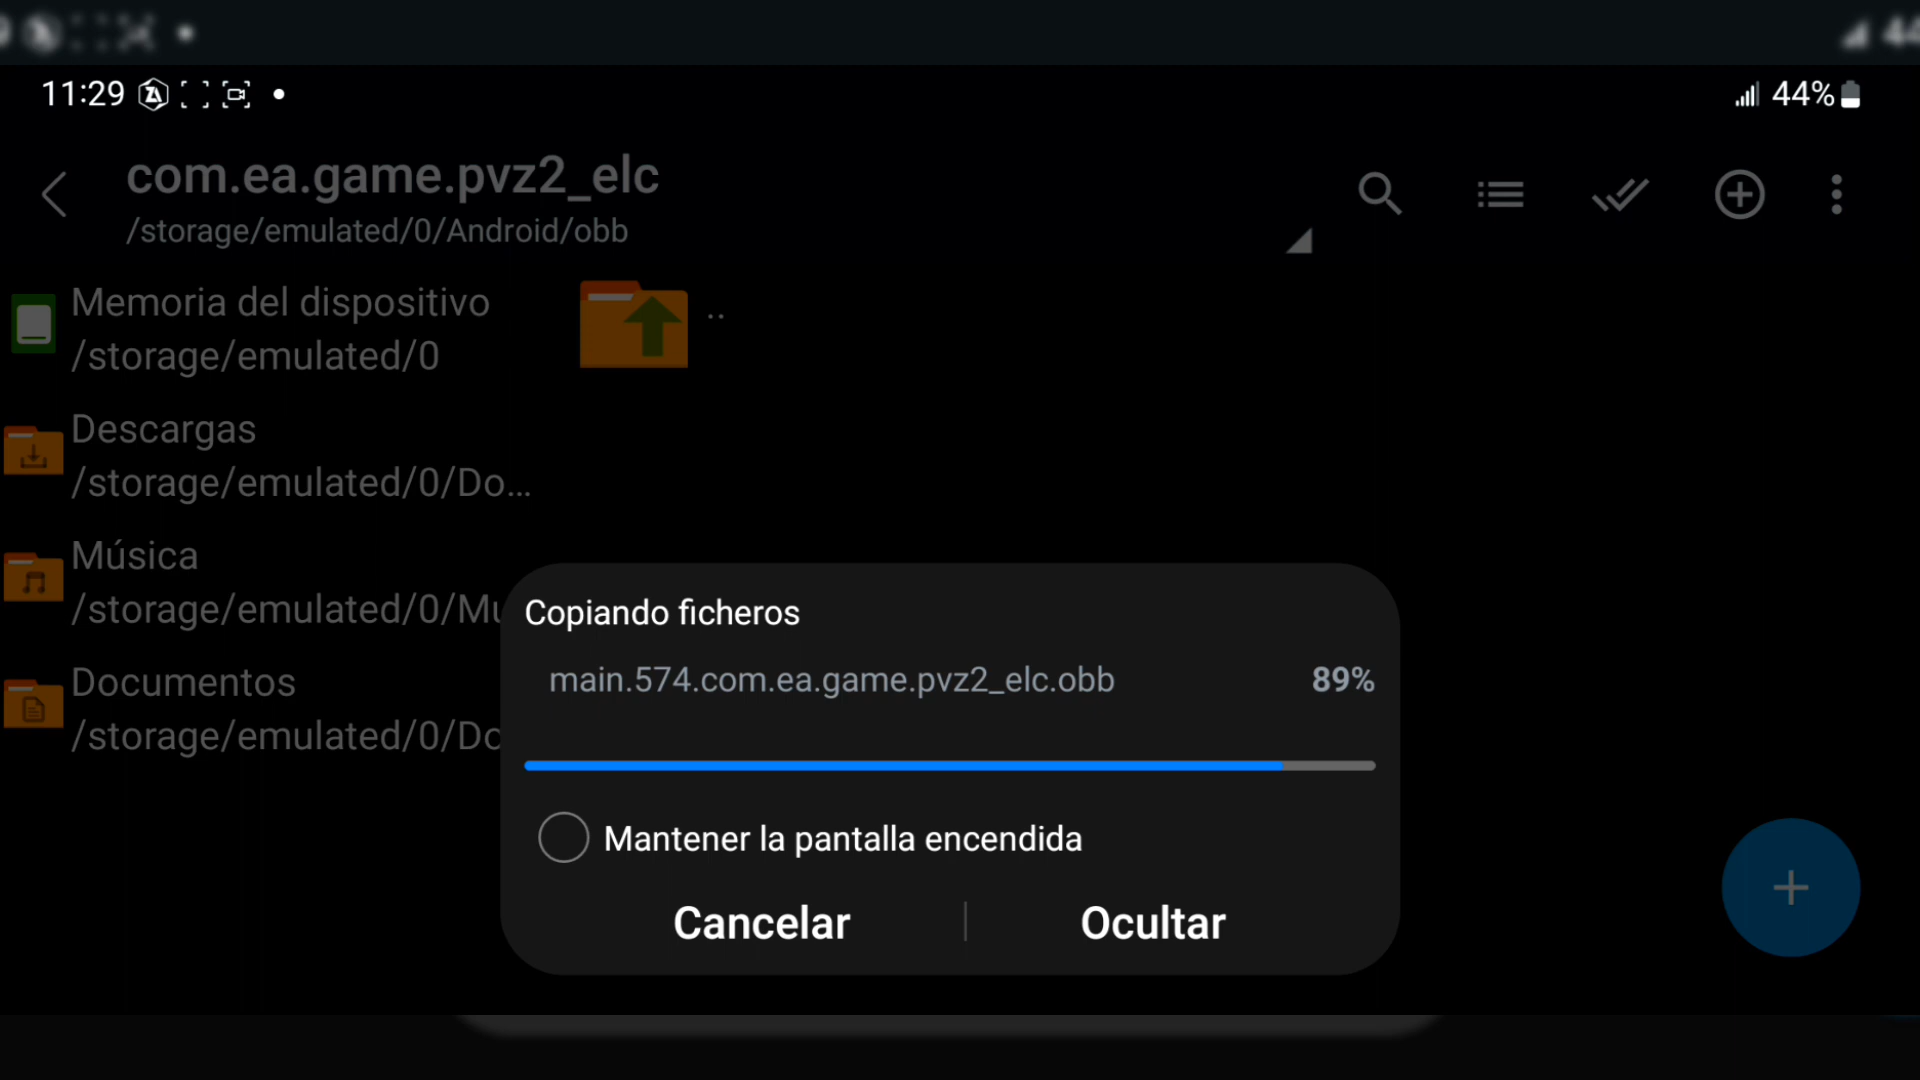 11:29
44%
com.ea.game.pvz2_elc
/storage/emulated/0/Android/obb
Memoria del dispositivo
/storage/emulated/0
..
Descargas
/storage/emulated/0/Do...
Música
/storage/emulated/0/Mu
Documentos
/storage/emulated/0/Do
Copiando ficheros
main.574.com.ea.game.pvz2_elc.obb 89%
Mantener la pantalla encendida
Cancelar
Ocultar